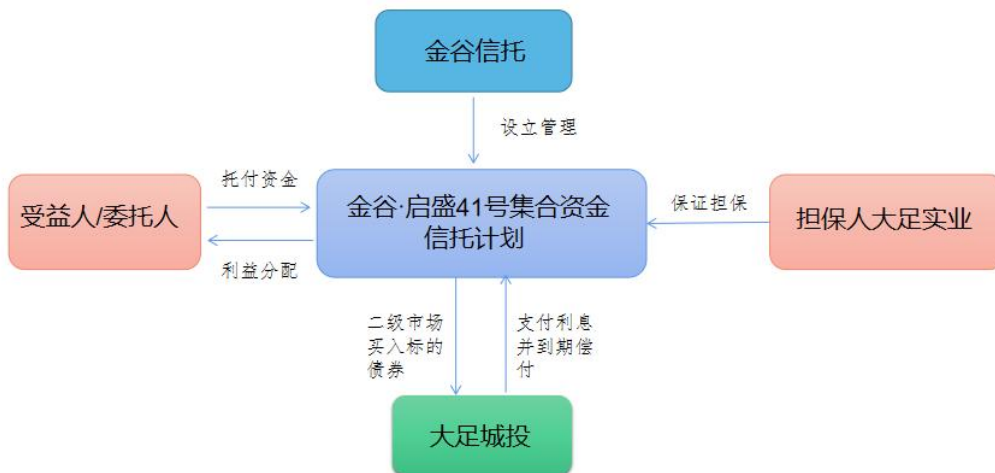 金谷信托
设立管理
托付资金
受益人/委托人
利益分配
金谷·启盛41号集合资金
信托计划
保证担保
担保人大足实业
二级市场
买入标的
债券
支付利息
并到期偿
付
大足城投